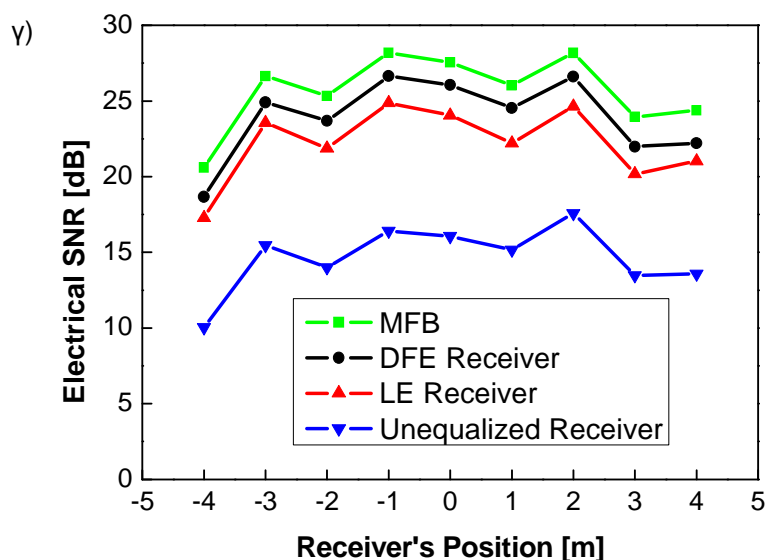 γ)
Electrical SNR [dB]
30
25
20
15
10
5
0
MFB
DFE Receiver
LE Receiver
Unequalized Receiver
-5 -4 -3 -2 -1 0 1 2 3 4 5
Receiver's Position [m]